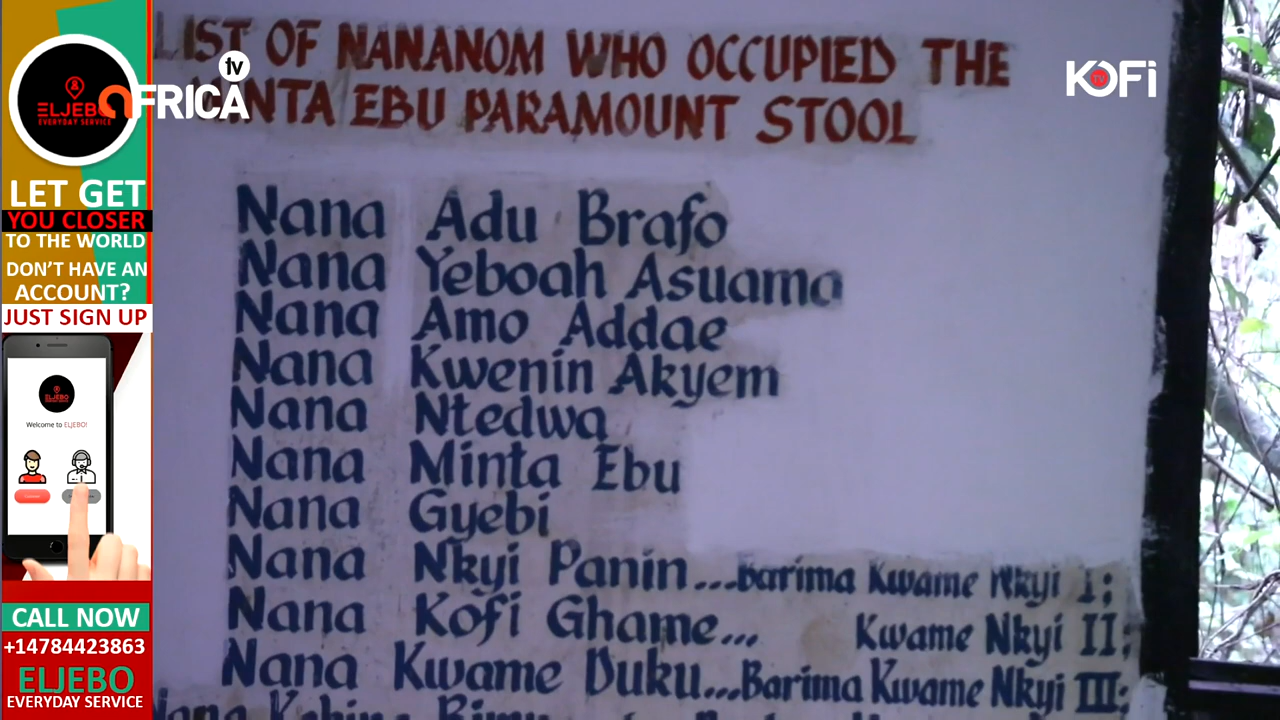 LIST OF NANANOM WHO OCCUPIED THE
MINTA EBU PARAMOUNT STOOL
Nana Adu Brafo
Nana Yeboah Asuama
Nana Amo Addae
Nana Kwenin Akyem
Nana Ntedwa
Nana Minta Ebu
Nana Gyebi
Nana Nkyi Panin...Barima Kwame Nkyi I;
Nana Kofi Ghame... Kwame Nkyi II;
Nana Kwame Duku...Barima Kwame Nkyi III;
Nana
tv
AFRICA
KOFI
TV
ELJEBO
EVERYDAY SERVICE
LET GET
YOU CLOSER
TO THE WORLD
DON'T HAVE AN
ACCOUNT?
JUST SIGN UP
ELJEBO
Welcome to ELJEBO!
CALL NOW
+14784423863
ELJEBO
EVERYDAY SERVICE